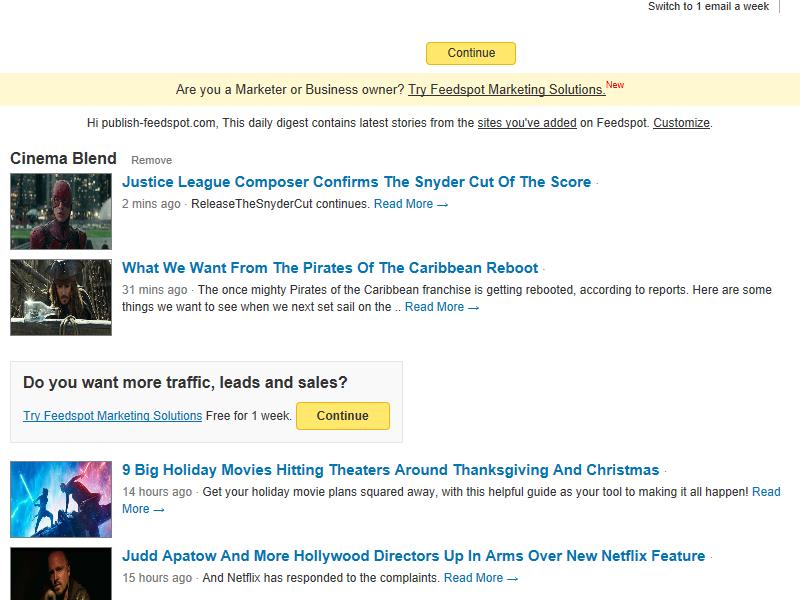 Switch to 1 email a week
Continue
Are you a Marketer or Business owner? Try Feedspot Marketing Solutions.New
Hi publish-feedspot.com, This daily digest contains latest stories from the sites you've added on Feedspot. Customize.
Cinema Blend Remove
Justice League Composer Confirms The Snyder Cut Of The Score ·
2 mins ago · ReleaseTheSnyderCut continues. Read More →
What We Want From The Pirates Of The Caribbean Reboot ·
31 mins ago · The once mighty Pirates of the Caribbean franchise is getting rebooted, according to reports. Here are some
things we want to see when we next set sail on the .. Read More →
Do you want more traffic, leads and sales?
Try Feedspot Marketing Solutions Free for 1 week. Continue
9 Big Holiday Movies Hitting Theaters Around Thanksgiving And Christmas ·
14 hours ago · Get your holiday movie plans squared away, with this helpful guide as your tool to making it all happen! Read
More →
Judd Apatow And More Hollywood Directors Up In Arms Over New Netflix Feature ·
15 hours ago · And Netflix has responded to the complaints. Read More →